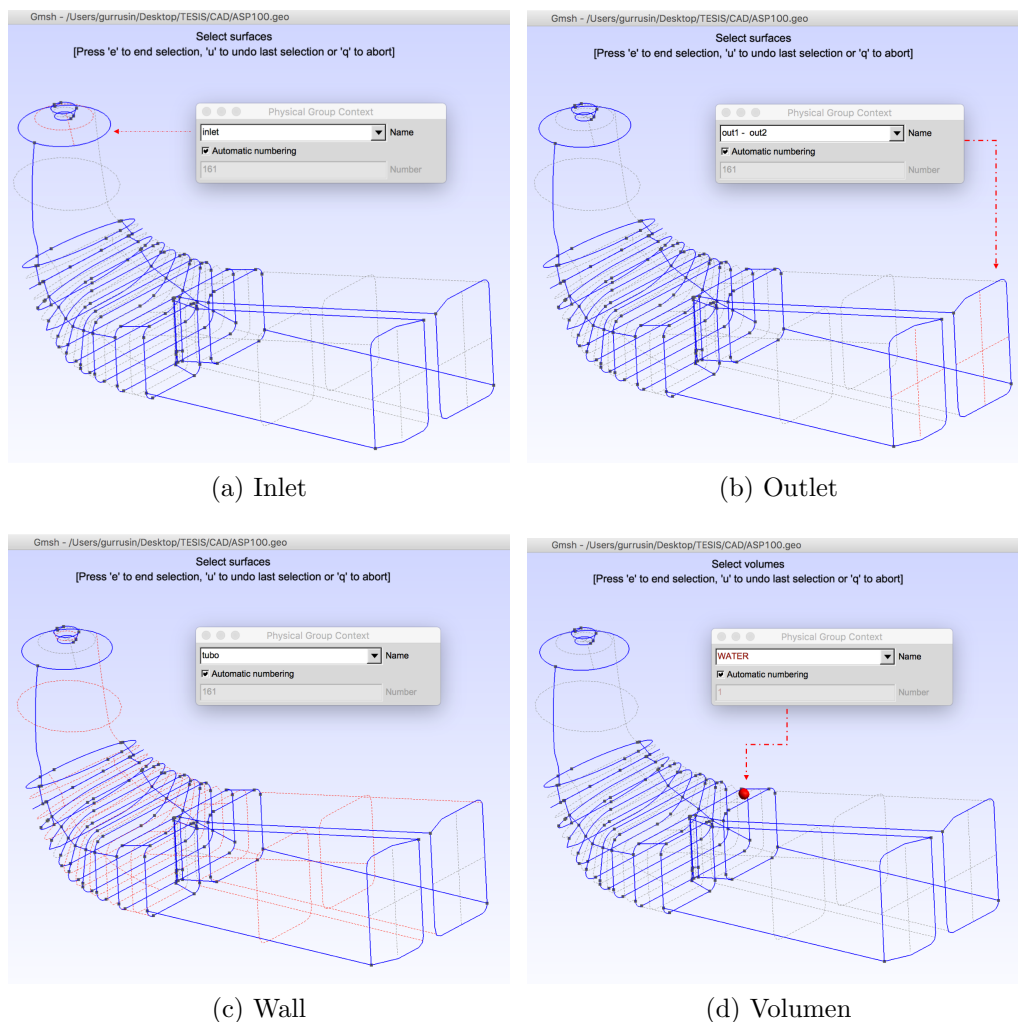 Gmsh - /Users/gurrusin/Desktop/TESIS/CAD/ASP100.geo
Select surfaces
[Press 'e' to end selection, 'u' to undo last selection or 'q' to abort]
Physical Group Context
inlet
Name
Automatic numbering
161
Number
(a) Inlet
Gmsh - /Users/gurrusin/Desktop/TESIS/CAD/ASP100.geo
Select surfaces
[Press 'e' to end selection, 'u' to undo last selection or 'q' to abort]
Physical Group Context
out1 - out2
Name
Automatic numbering
161
Number
(b) Outlet
Gmsh - /Users/gurrusin/Desktop/TESIS/CAD/ASP100.geo
Select surfaces
[Press 'e' to end selection, 'u' to undo last selection or 'q' to abort]
Physical Group Context
tubo
Name
Automatic numbering
161
Number
(c) Wall
Gmsh - /Users/gurrusin/Desktop/TESIS/CAD/ASP100.geo
Select volumes
[Press 'e' to end selection, 'u' to undo last selection or 'q' to abort]
Physical Group Context
WATER
Name
Automatic numbering
1
Number
(d) Volumen